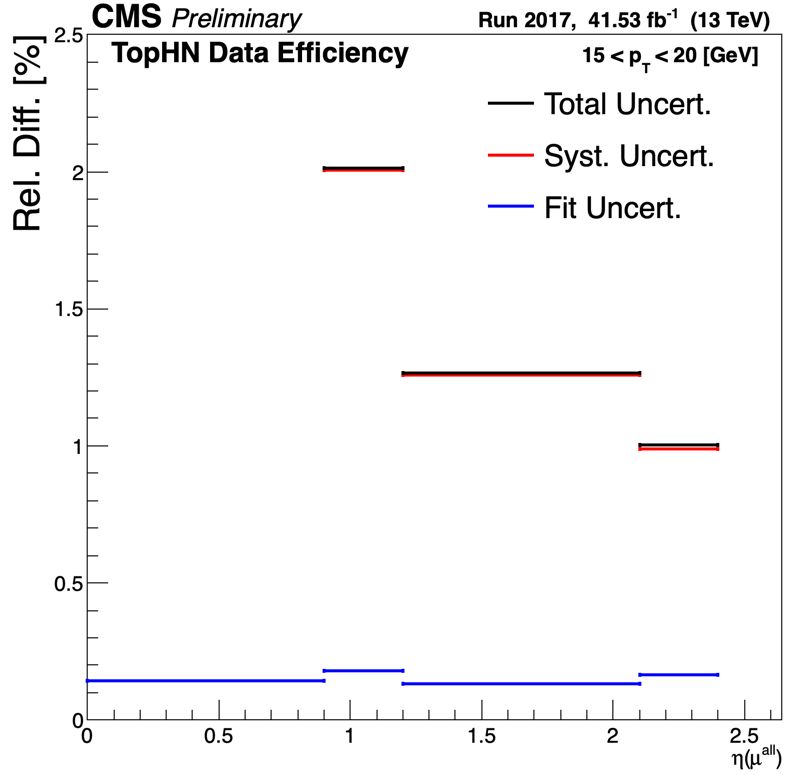 CMS Preliminary
Run 2017, 41.53 fb⁻¹ (13 TeV)
TopHN Data Efficiency
15 < p_T < 20 [GeV]
Total Uncert.
Syst. Uncert.
Fit Uncert.
Rel. Diff. [%]
2.5
2
1.5
1
0.5
0
0 0.5 1 1.5 2 2.5
η(μ^all)